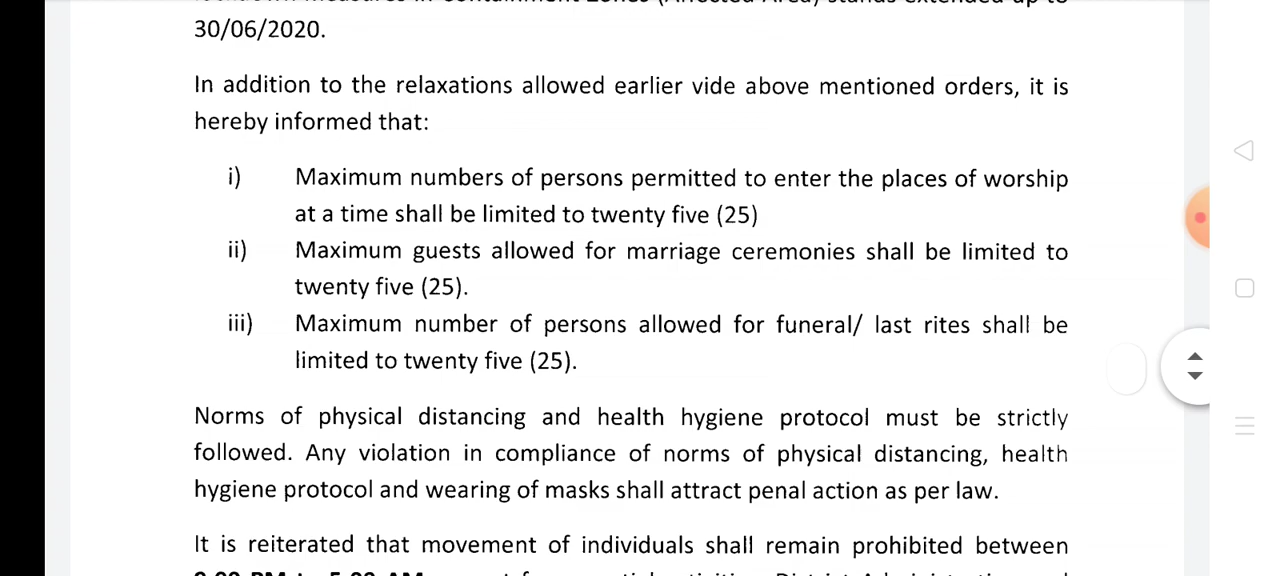 30/06/2020.
In addition to the relaxations allowed earlier vide above mentioned orders, it is
hereby informed that:
i) Maximum numbers of persons permitted to enter the places of worship
at a time shall be limited to twenty five (25)
ii) Maximum guests allowed for marriage ceremonies shall be limited to
twenty five (25).
iii) Maximum number of persons allowed for funeral/ last rites shall be
limited to twenty five (25).
Norms of physical distancing and health hygiene protocol must be strictly
followed. Any violation in compliance of norms of physical distancing, health
hygiene protocol and wearing of masks shall attract penal action as per law.
It is reiterated that movement of individuals shall remain prohibited between